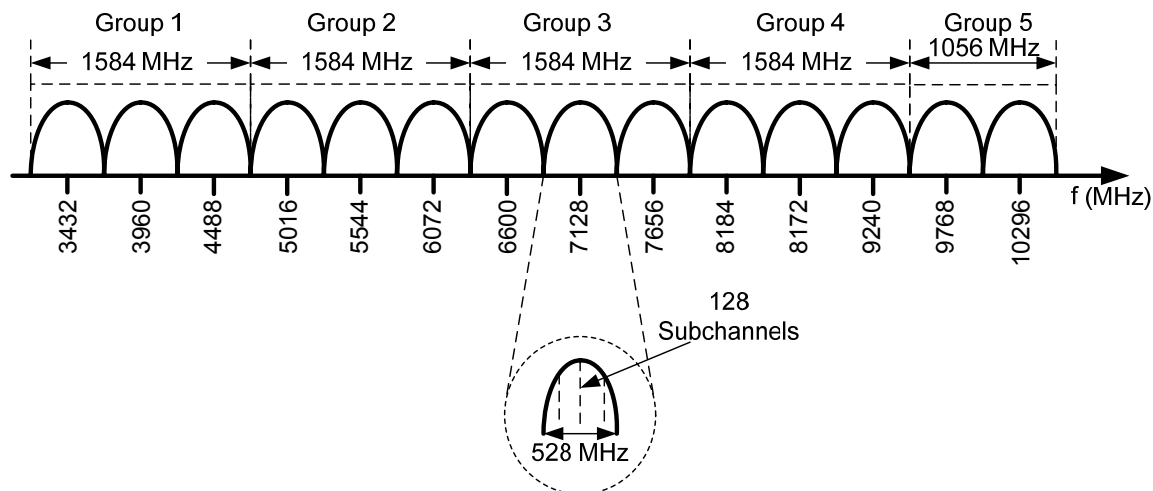 Group 1 Group 2 Group 3 Group 4 Group 5
1584 MHz 1584 MHz 1584 MHz 1584 MHz 1056 MHz
3432 3960 4488 5016 5544 6072 6600 7128 7656 8184 8172 9240 9768 10296
f (MHz)
128
Subchannels
528 MHz